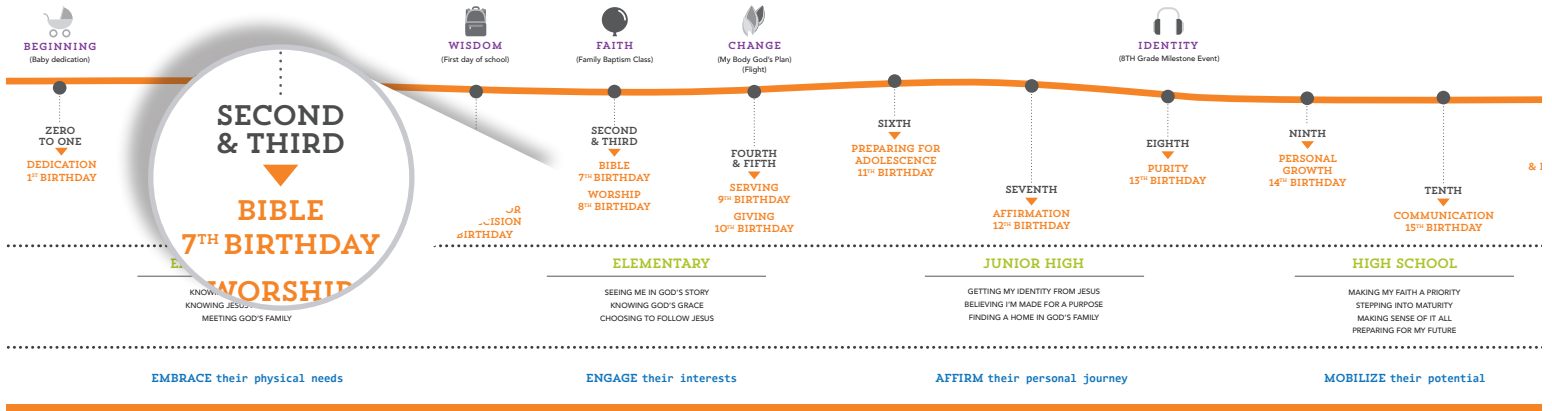 BEGINNING
(Baby dedication)
WISDOM
(First day of school)
FAITH
(Family Baptism Class)
CHANGE
(My Body God's Plan)
(Flight)
IDENTITY
(8TH Grade Milestone Event)
ZERO
TO ONE
DEDICATION
1ST BIRTHDAY
SECOND
& THIRD
BIBLE
7TH BIRTHDAY
WORSHIP
BIRTHDAY
SECOND
& THIRD
BIBLE
7TH BIRTHDAY
WORSHIP
8TH BIRTHDAY
FOURTH
& FIFTH
SERVING
9TH BIRTHDAY
GIVING
10TH BIRTHDAY
SIXTH
PREPARING FOR
ADOLESCENCE
11TH BIRTHDAY
SEVENTH
AFFIRMATION
12TH BIRTHDAY
EIGHTH
PURITY
13TH BIRTHDAY
NINTH
PERSONAL
GROWTH
14TH BIRTHDAY
TENTH
COMMUNICATION
15TH BIRTHDAY
&
KNOWING JESUS
MEETING GOD'S FAMILY
ELEMENTARY
SEEING ME IN GOD'S STORY
KNOWING GOD'S GRACE
CHOOSING TO FOLLOW JESUS
JUNIOR HIGH
GETTING MY IDENTITY FROM JESUS
BELIEVING I'M MADE FOR A PURPOSE
FINDING A HOME IN GOD'S FAMILY
HIGH SCHOOL
MAKING MY FAITH A PRIORITY
STEPPING INTO MATURITY
MAKING SENSE OF IT ALL
PREPARING FOR MY FUTURE
EMBRACE their physical needs
ENGAGE their interests
AFFIRM their personal journey
MOBILIZE their potential